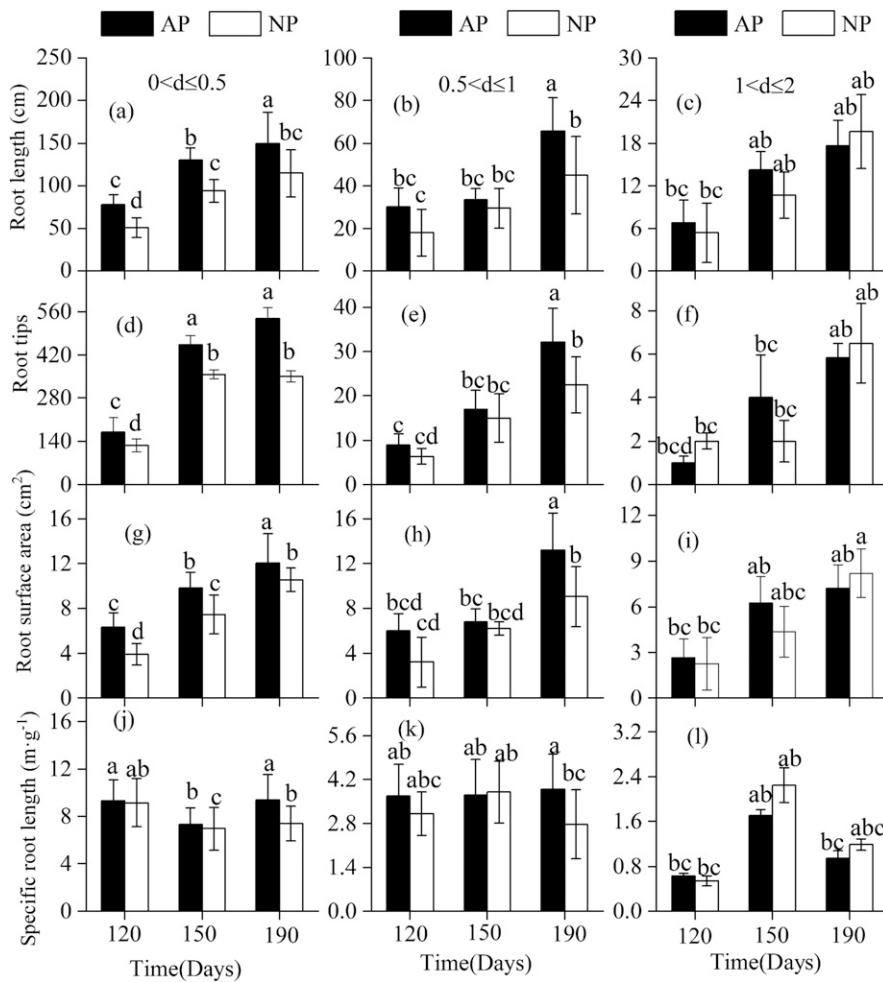 AP NP AP NP AP NP
Root length (cm)
250
200
150
100
50
0
(a)
0<d≤0.5
c d b c a bc
100
80
60
40
20
0
(b)
0.5<d≤1
bc c bc bc a b
30
24
18
12
6
0
(c)
1<d≤2
bc bc ab ab ab ab
Root tips
560
420
280
140
0
(d)
c d a b a b
40
30
20
10
0
(e)
c cd bc bc a b
8
6
4
2
0
(f)
bcd bc bc bc ab ab
Root surface area (cm²)
16
12
8
4
0
(g)
c d b c a b
16
12
8
4
0
(h)
bcd cd bc bcd a b
12
9
6
3
0
(i)
bc bc ab abc ab a
Specific root length (m·g⁻¹)
16
12
8
4
0
(j)
a ab b c a b
5.6
4.2
2.8
1.4
0.0
(k)
ab abc ab ab a bc
3.2
2.4
1.6
0.8
0.0
(l)
bc bc ab ab bc abc
120 150 190 120 150 190 120 150 190
Time(Days) Time(Days) Time(Days)